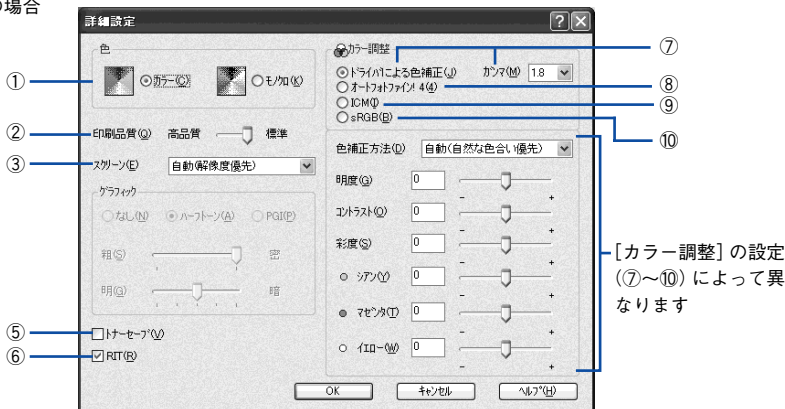 の場合
詳細設定
色
カラー(C)
モノクロ(K)
印刷品質(Q) 高品質 標準
スクリーン(E) 自動(解像度優先)
グラフィック
なし(N) ハーフトーン(A) PGI(P)
粗(S) 密
明(G) 暗
トナーセーブ(V)
RIT(R)
カラー調整
ドライバによる色補正(J) ガンマ(M) 1.8
オートフォトファイン! 4(4)
ICM(I)
sRGB(B)
色補正方法(D) 自動(自然な色合い優先)
明度(G) 0 - +
コントラスト(O) 0 - +
彩度(S) 0 - +
シアン(Y) 0 - +
マゼンタ(T) 0 - +
イエロー(W) 0 - +
OK キャンセル ヘルプ(H)
①
②
③
⑤
⑥
⑦
⑧
⑨
⑩
[カラー調整]の設定
(⑦~⑩)によって異
なります